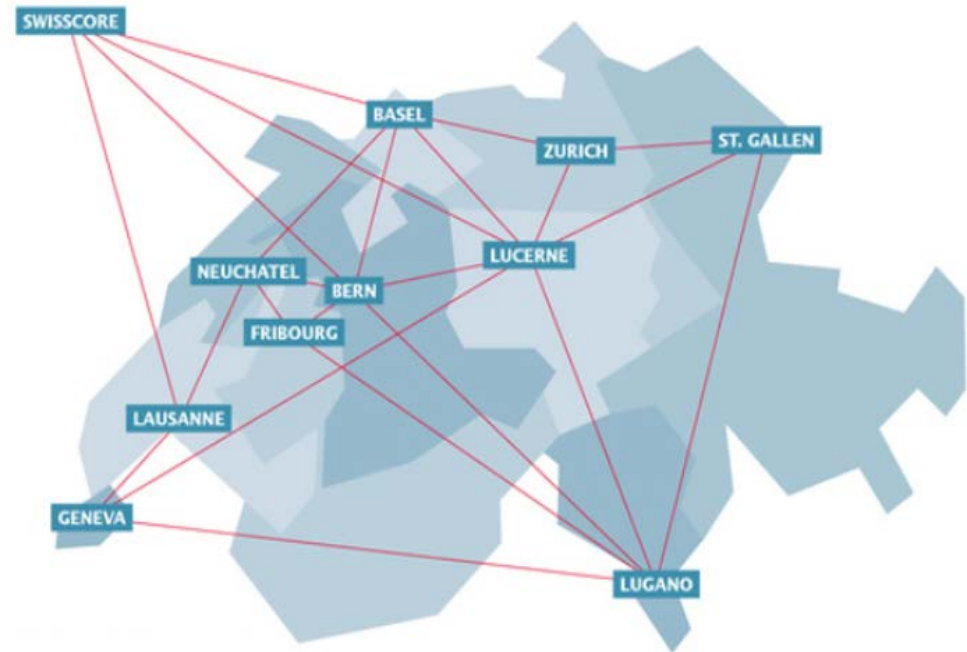 SWISSCORE
BASEL
ZURICH
ST. GALLEN
LUCERNE
NEUCHATEL
BERN
FRIBOURG
LAUSANNE
GENEVA
LUGANO